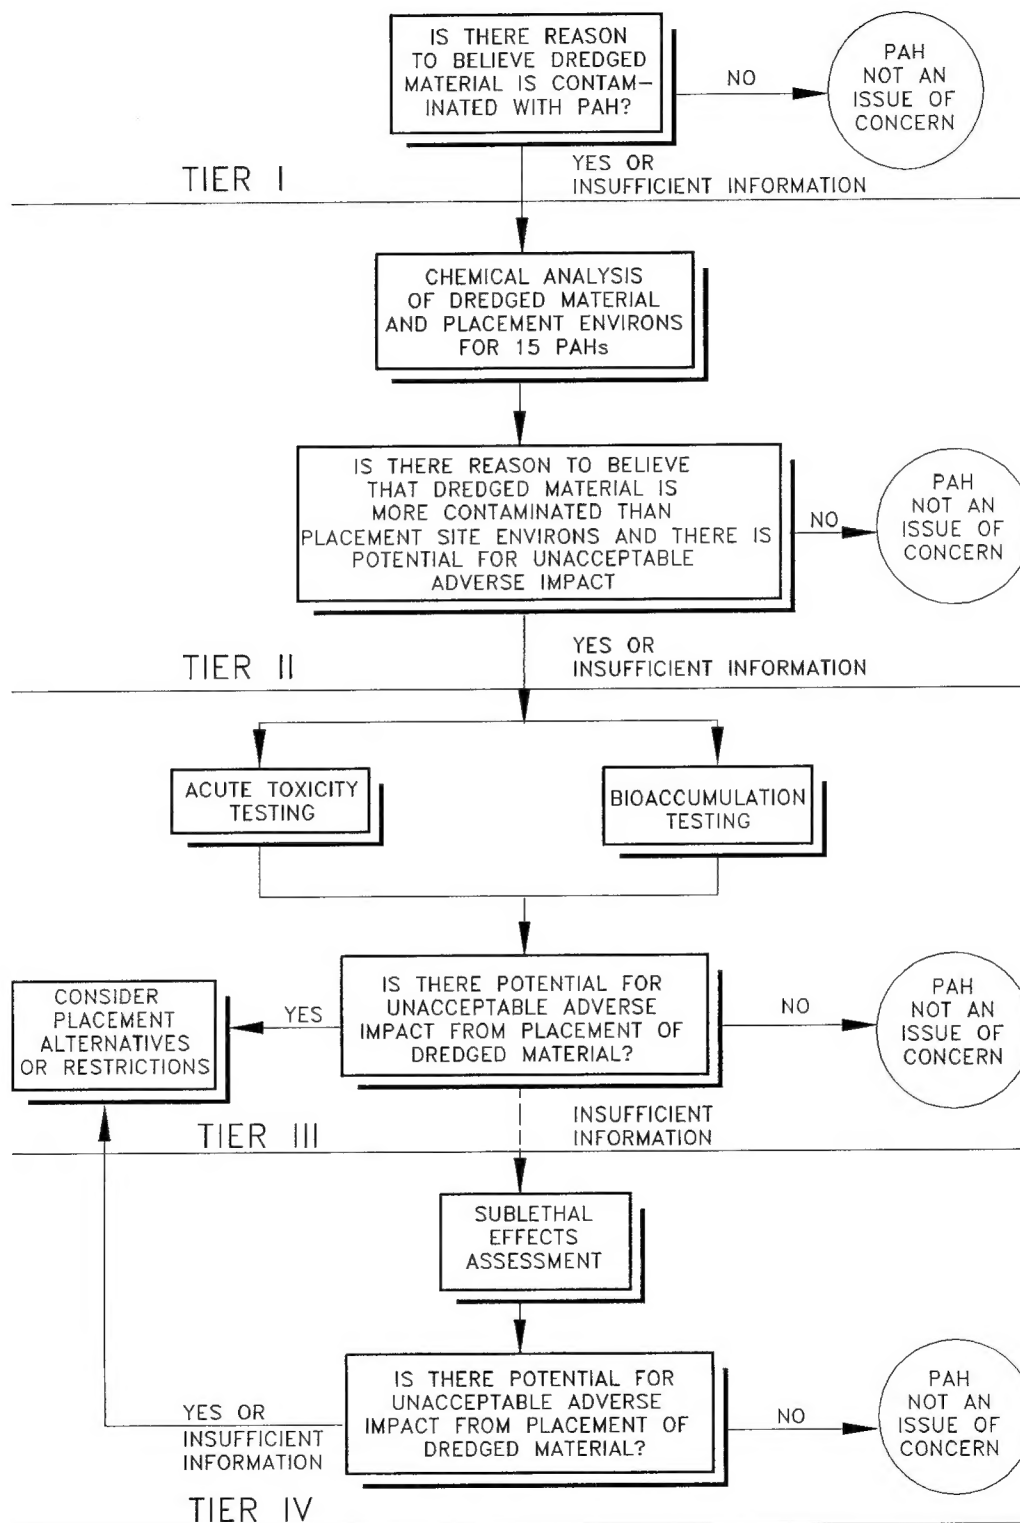 IS THERE REASON
TO BELIEVE DREDGED
MATERIAL IS CONTAM-
INATED WITH PAH?
NO
PAH
NOT AN
ISSUE OF
CONCERN
YES OR
INSUFFICIENT INFORMATION
TIER I
CHEMICAL ANALYSIS
OF DREDGED MATERIAL
AND PLACEMENT ENVIRONS
FOR 15 PAHs
IS THERE REASON TO BELIEVE
THAT DREDGED MATERIAL IS
MORE CONTAMINATED THAN
PLACEMENT SITE ENVIRONS AND THERE IS
POTENTIAL FOR UNACCEPTABLE
ADVERSE IMPACT
NO
PAH
NOT AN
ISSUE OF
CONCERN
YES OR
INSUFFICIENT INFORMATION
TIER II
ACUTE TOXICITY
TESTING
BIOACCUMULATION
TESTING
IS THERE POTENTIAL FOR
UNACCEPTABLE ADVERSE
IMPACT FROM PLACEMENT OF
DREDGED MATERIAL?
YES
CONSIDER
PLACEMENT
ALTERNATIVES
OR RESTRICTIONS
NO
PAH
NOT AN
ISSUE OF
CONCERN
INSUFFICIENT
INFORMATION
TIER III
SUBLETHAL
EFFECTS
ASSESSMENT
IS THERE POTENTIAL FOR
UNACCEPTABLE ADVERSE
IMPACT FROM PLACEMENT OF
DREDGED MATERIAL?
YES OR
INSUFFICIENT
INFORMATION
NO
PAH
NOT AN
ISSUE OF
CONCERN
TIER IV